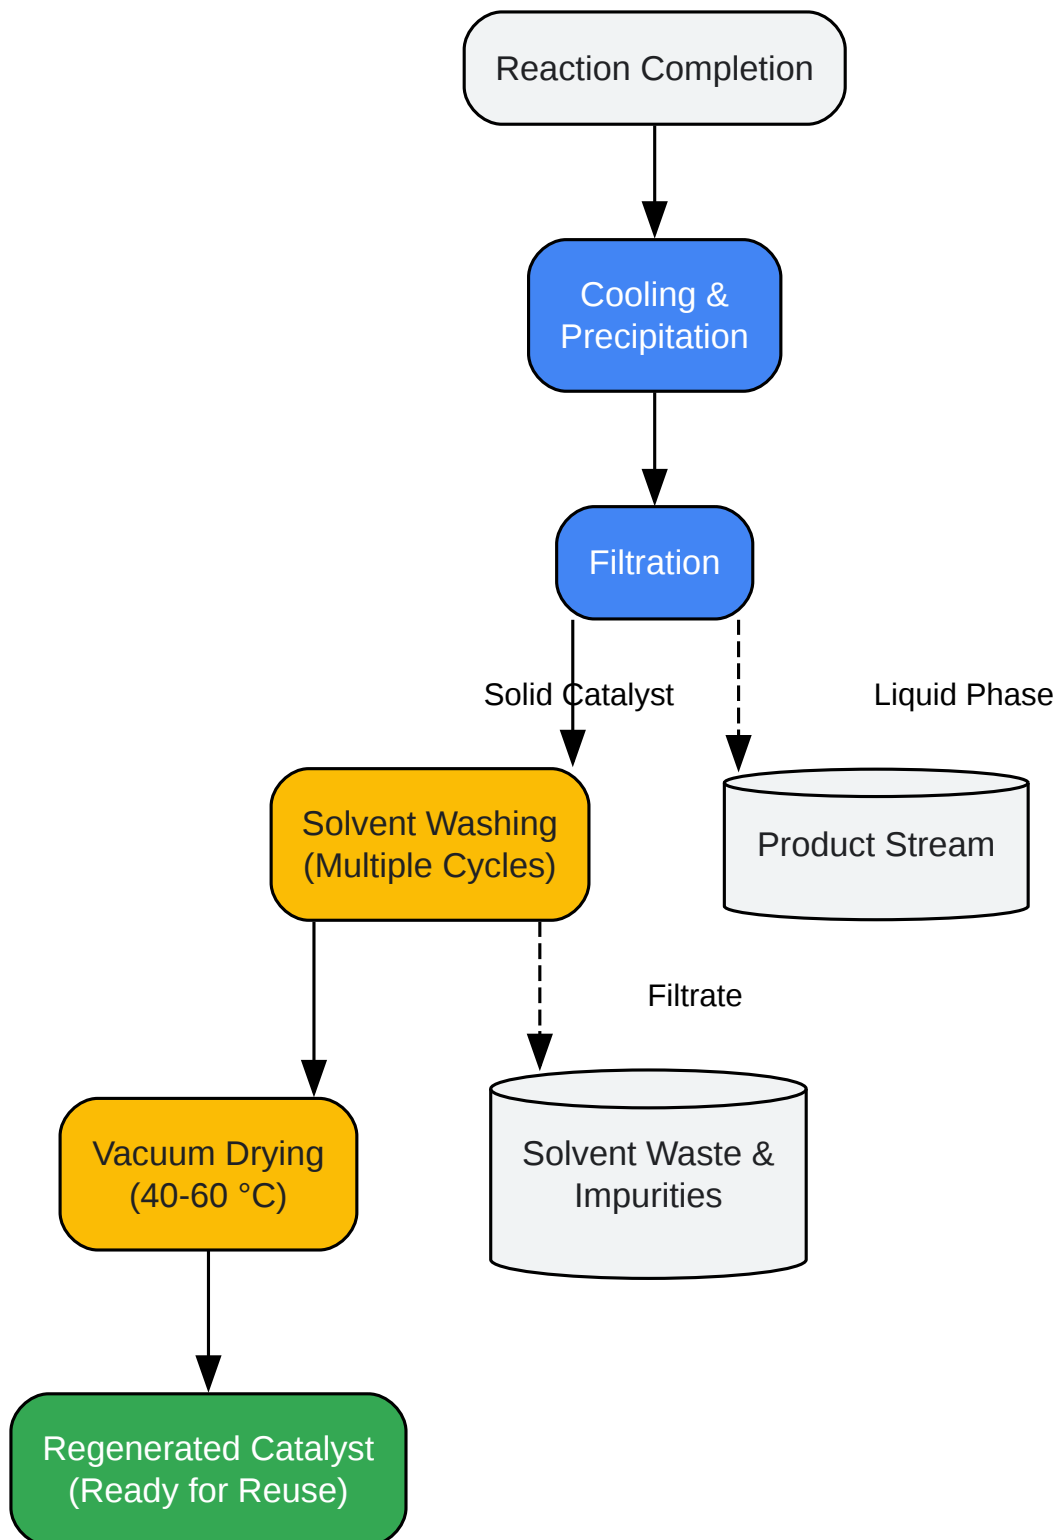 Reaction Completion
Cooling &
Precipitation
Filtration
Solid Catalyst
Liquid Phase
Solvent Washing
(Multiple Cycles)
Product Stream
Filtrate
Vacuum Drying
(40-60 °C)
Solvent Waste &
Impurities
Regenerated Catalyst
(Ready for Reuse)